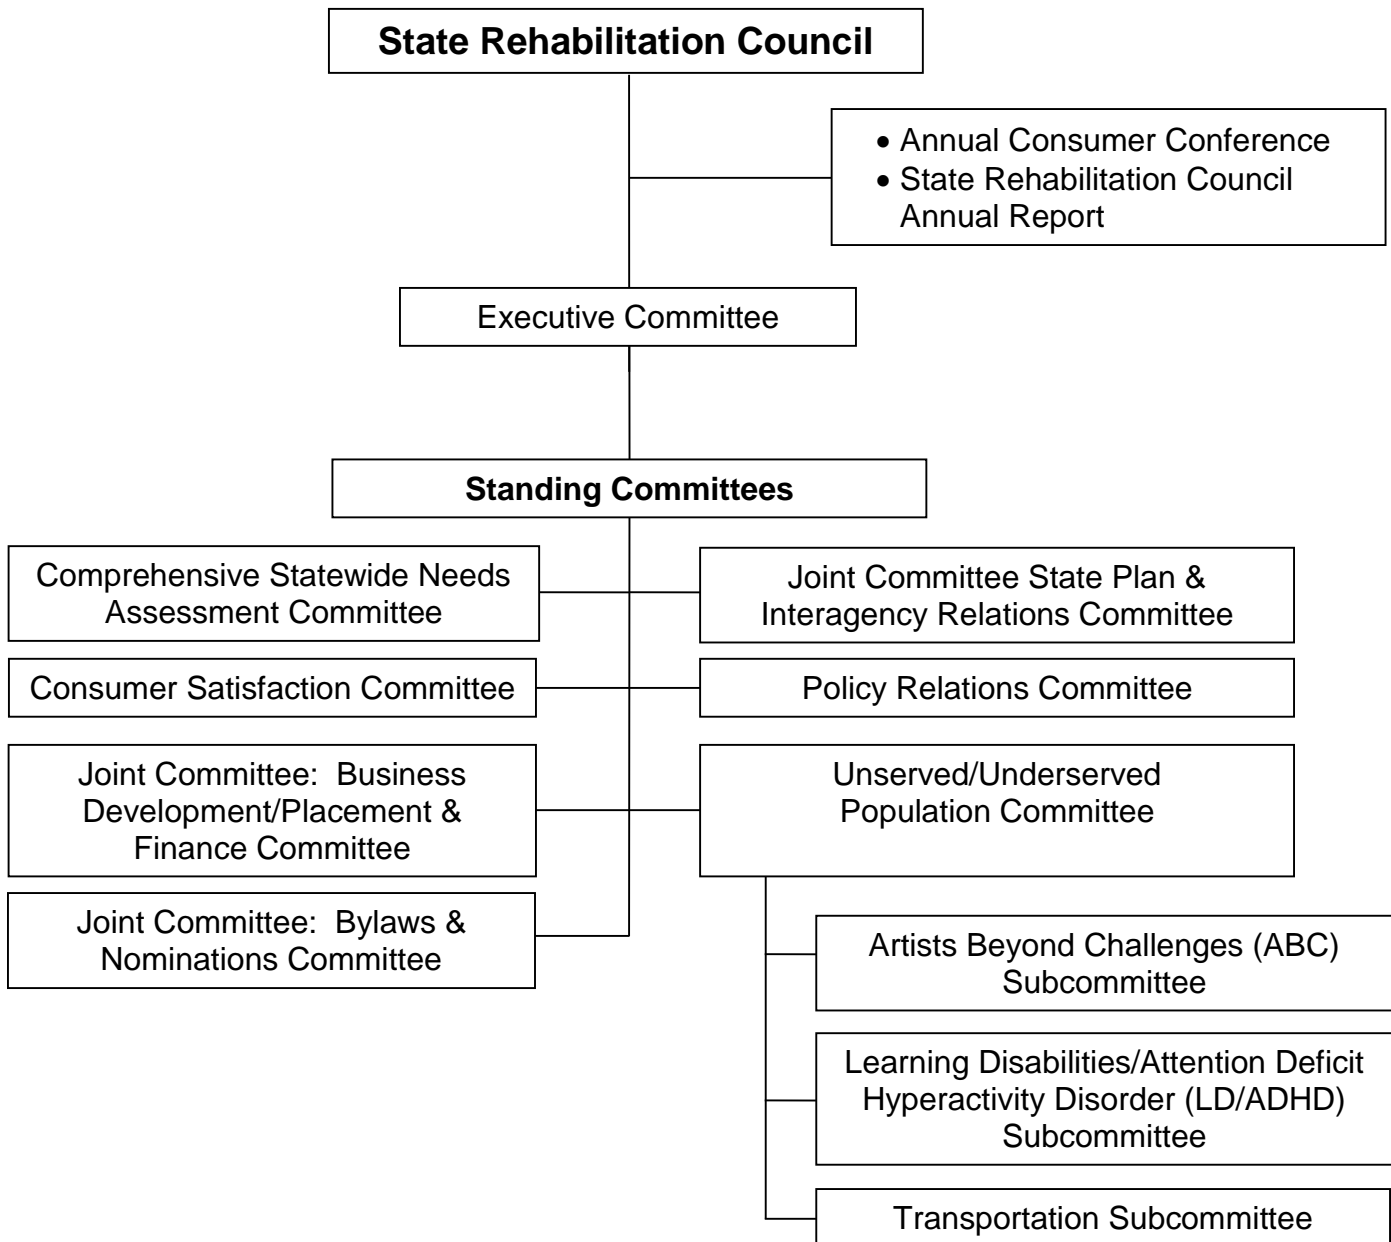 State Rehabilitation Council
• Annual Consumer Conference
• State Rehabilitation Council
Annual Report
Executive Committee
Standing Committees
Comprehensive Statewide Needs
Assessment Committee
Joint Committee State Plan &
Interagency Relations Committee
Consumer Satisfaction Committee
Policy Relations Committee
Joint Committee:  Business
Development/Placement &
Finance Committee
Unserved/Underserved
Population Committee
Joint Committee:  Bylaws &
Nominations Committee
Artists Beyond Challenges (ABC)
Subcommittee
Learning Disabilities/Attention Deficit
Hyperactivity Disorder (LD/ADHD)
Subcommittee
Transportation Subcommittee